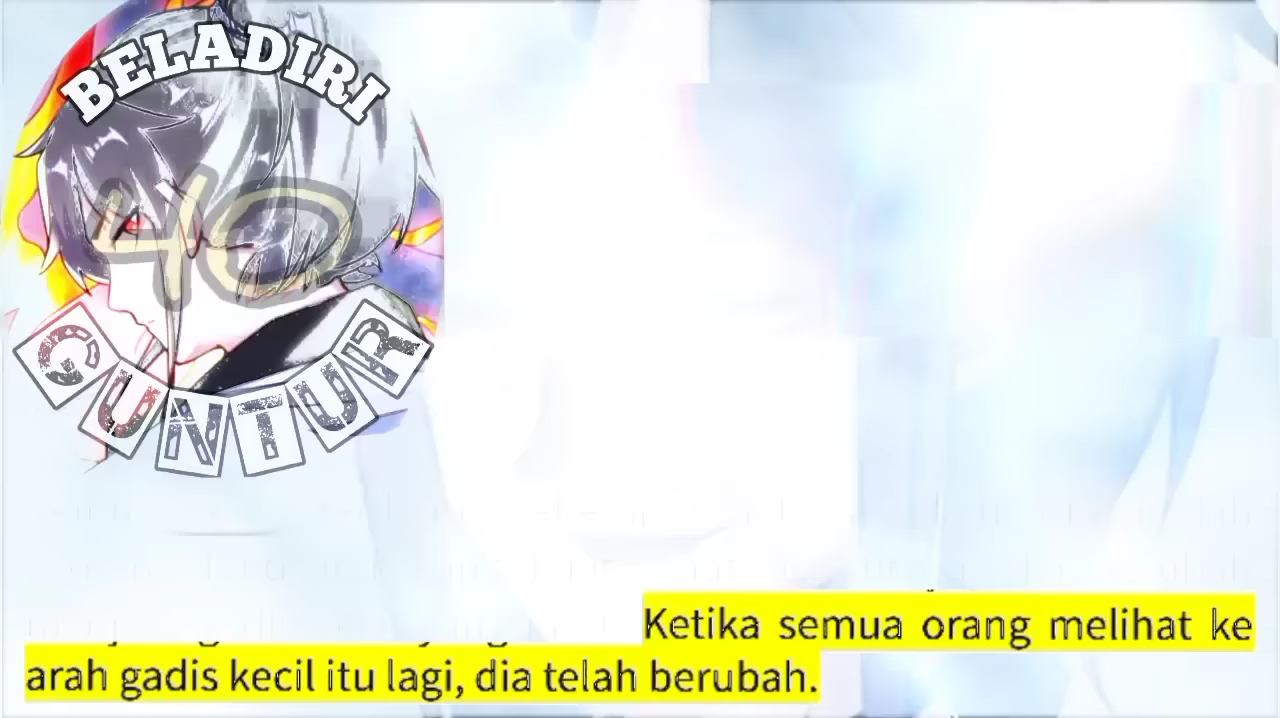 BELADIRI
40
GUNTUR
Ketika semua orang melihat ke
arah gadis kecil itu lagi, dia telah berubah.